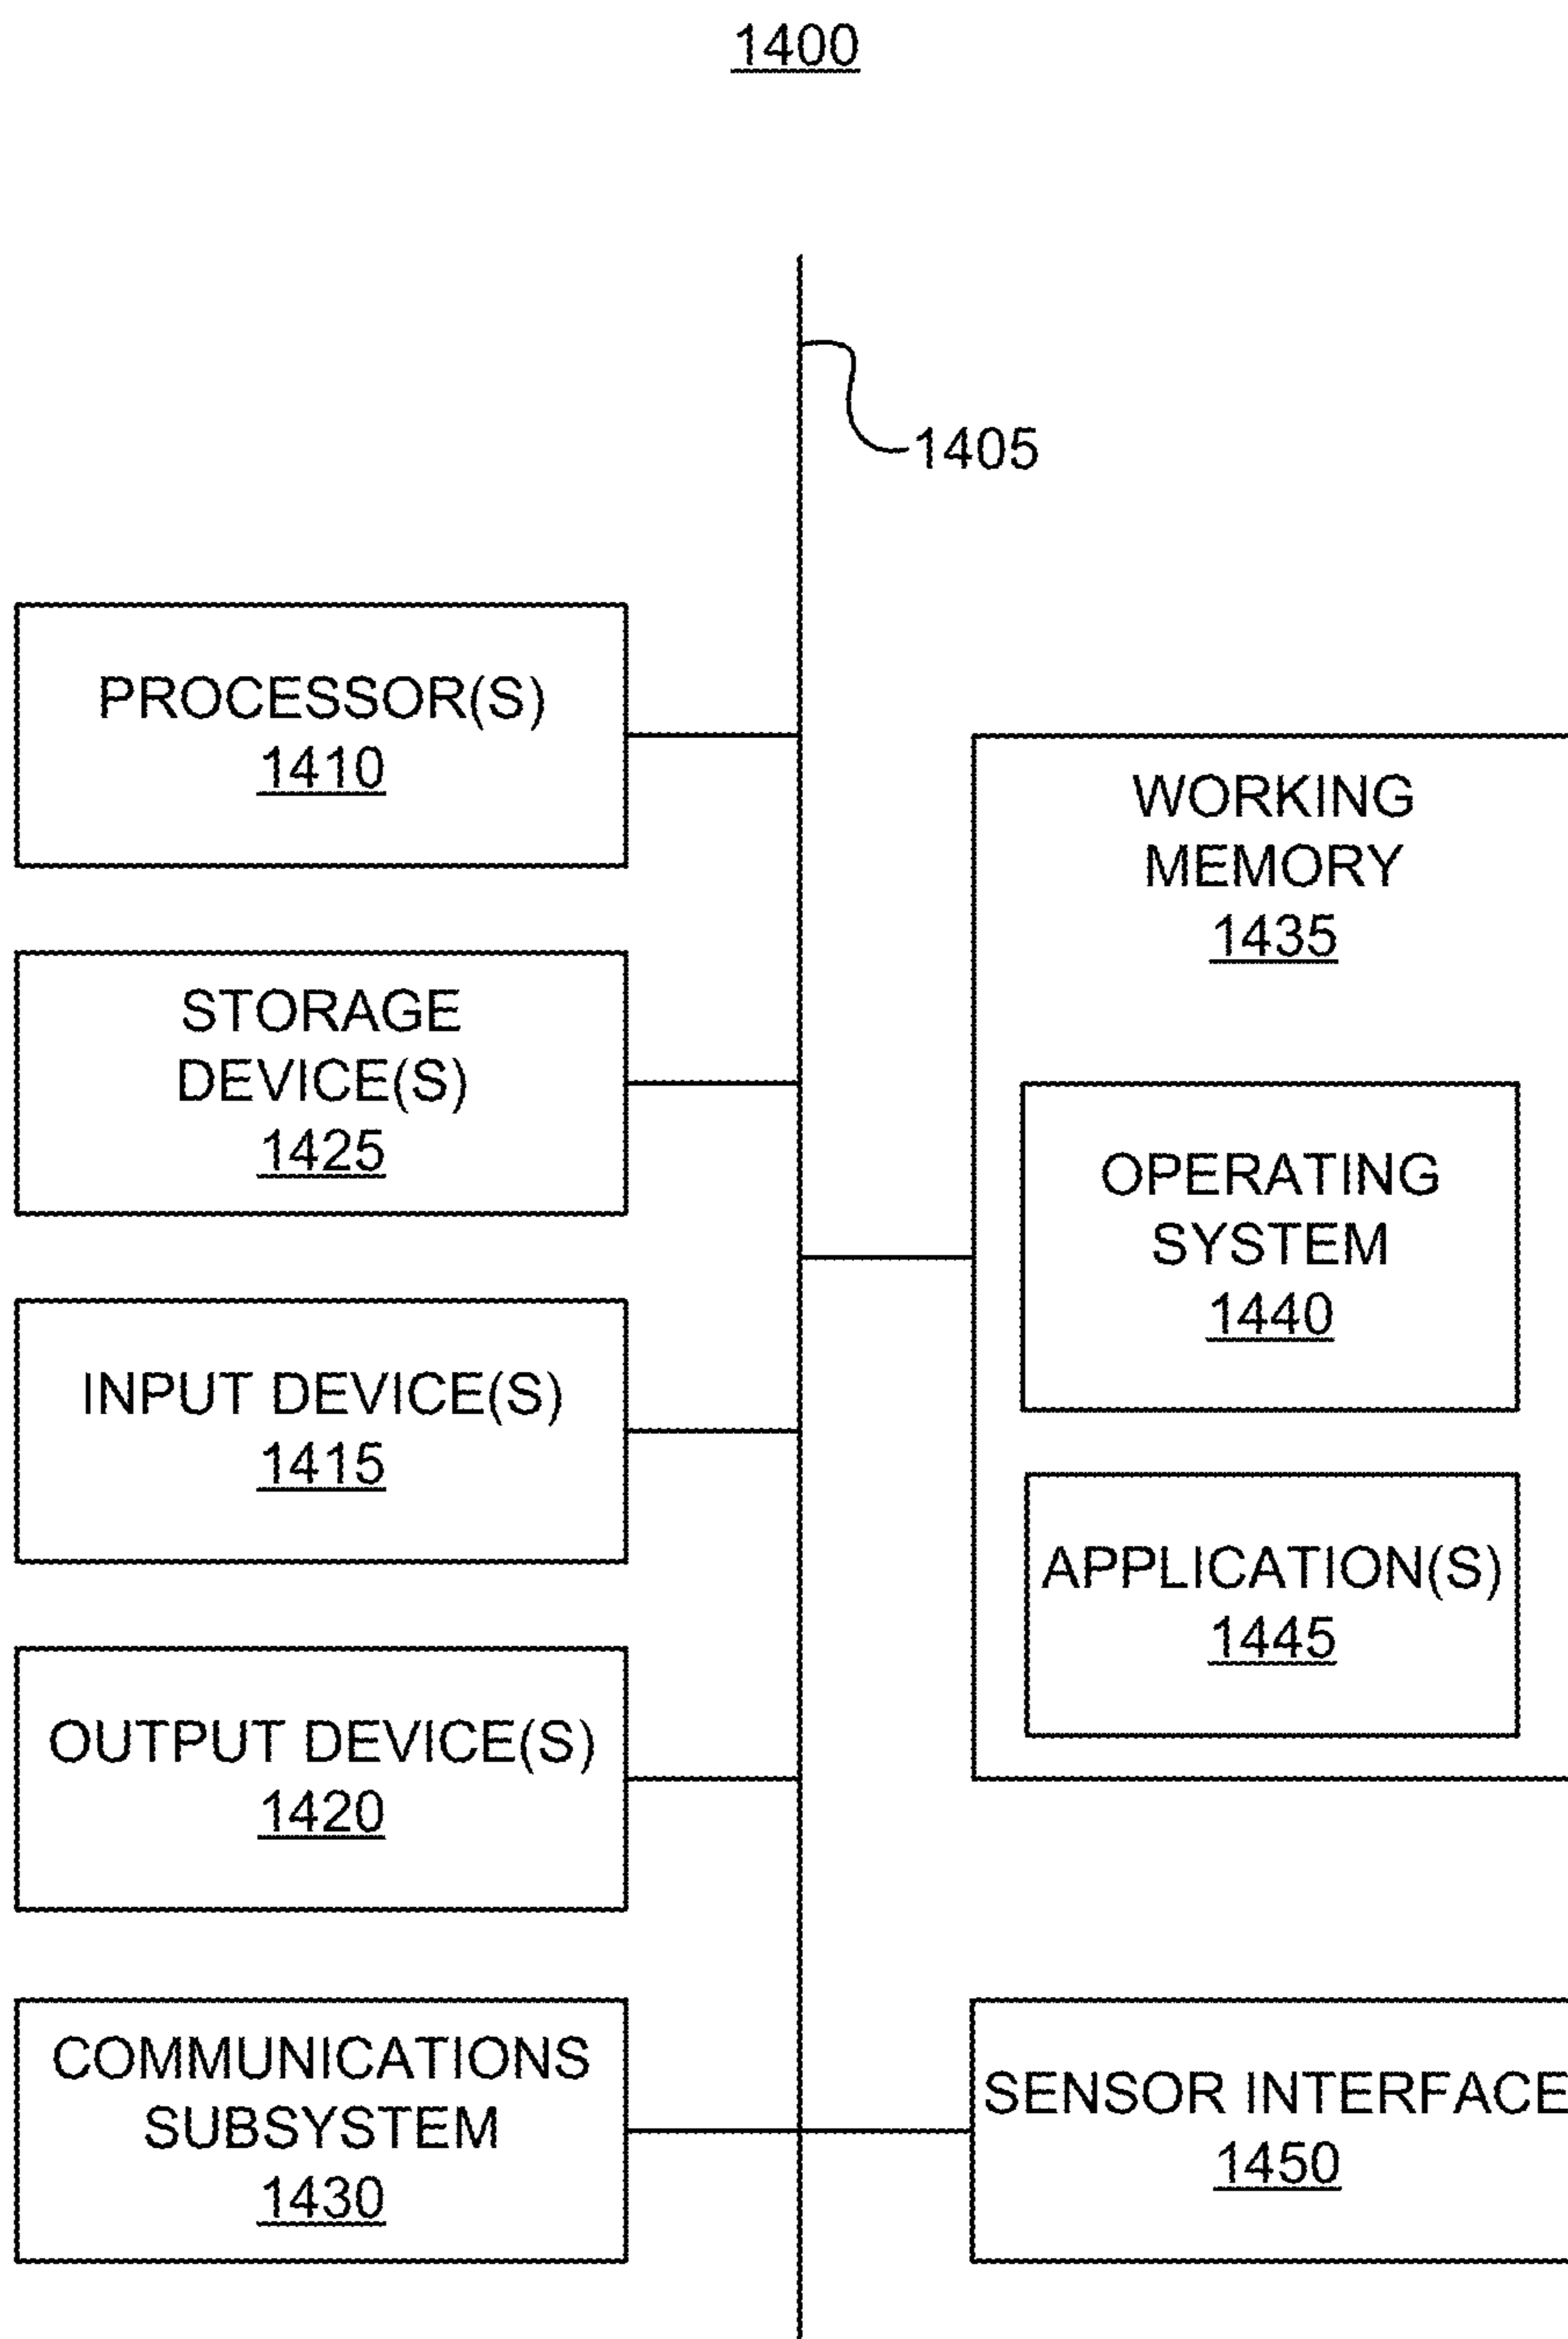 1400
1405
PROCESSOR(S)
1410
STORAGE
DEVICE(S)
1425
INPUT DEVICE(S)
1415
OUTPUT DEVICE(S)
1420
COMMUNICATIONS
SUBSYSTEM
1430
WORKING
MEMORY
1435
OPERATING
SYSTEM
1440
APPLICATION(S)
1445
SENSOR INTERFACE
1450